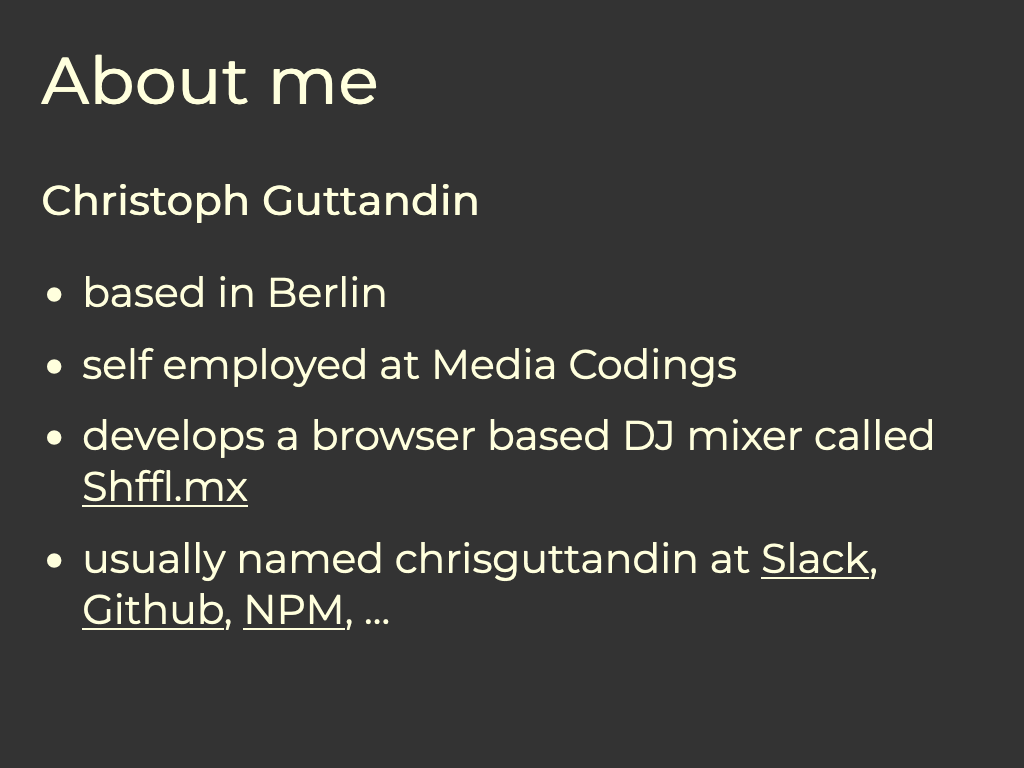 About me
Christoph Guttandin
• based in Berlin
• self employed at Media Codings
• develops a browser based DJ mixer called
Shffl.mx
• usually named chrisguttandin at Slack,
Github, NPM, ...